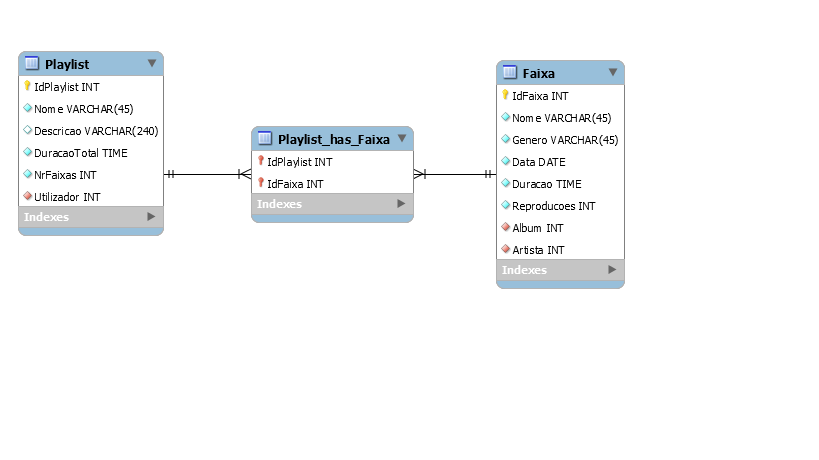 Playlist
IdPlaylist INT
Nome VARCHAR(45)
Descricao VARCHAR(240)
DuracaoTotal TIME
NrFaixas INT
Utilizador INT
Indexes
Playlist_has_Faixa
IdPlaylist INT
IdFaixa INT
Indexes
Faixa
IdFaixa INT
Nome VARCHAR(45)
Genero VARCHAR(45)
Data DATE
Duracao TIME
Reproducoes INT
Album INT
Artista INT
Indexes